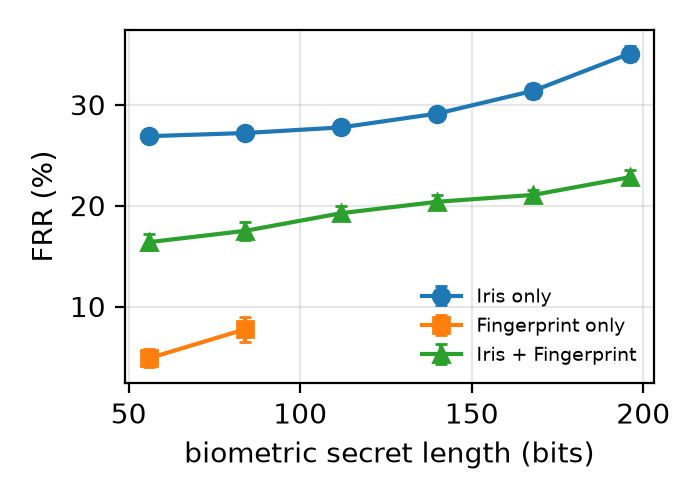 FRR (%)
30
20
10
50
100
150
200
biometric secret length (bits)
Iris only
Fingerprint only
Iris + Fingerprint